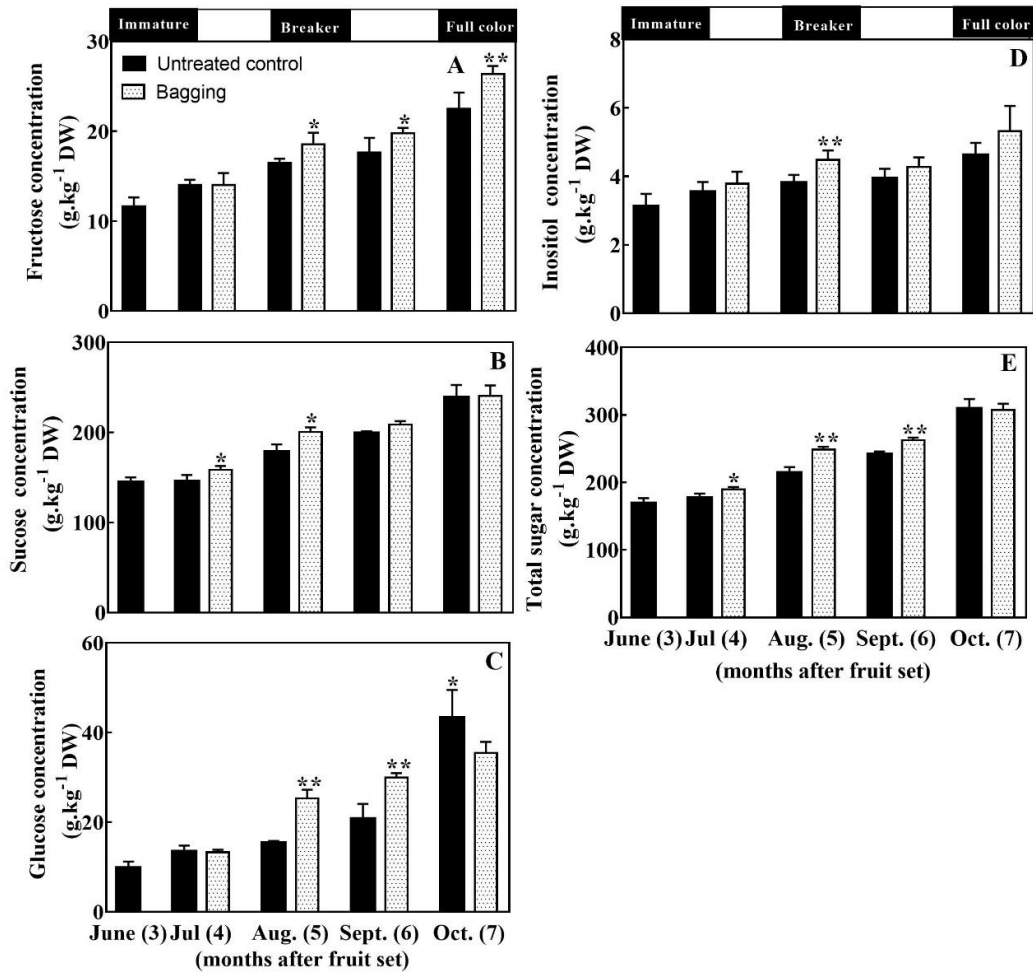 Immature Breaker Full color
Immature Breaker Full color
A
Untreated control
Bagging
30
20
10
0
Fructose concentration
(g.kg⁻¹ DW)
*
*
**
D
8
6
4
2
0
Inositol concentration
(g.kg⁻¹ DW)
**
B
300
200
100
0
Sucose concentration
(g.kg⁻¹ DW)
*
*
E
400
300
200
100
0
Total sugar concentration
(g.kg⁻¹ DW)
*
**
**
June (3) Jul (4) Aug. (5) Sept. (6) Oct. (7)
(months after fruit set)
C
60
40
20
0
Glucose concentration
(g.kg⁻¹ DW)
**
**
*
June (3) Jul (4) Aug. (5) Sept. (6) Oct. (7)
(months after fruit set)